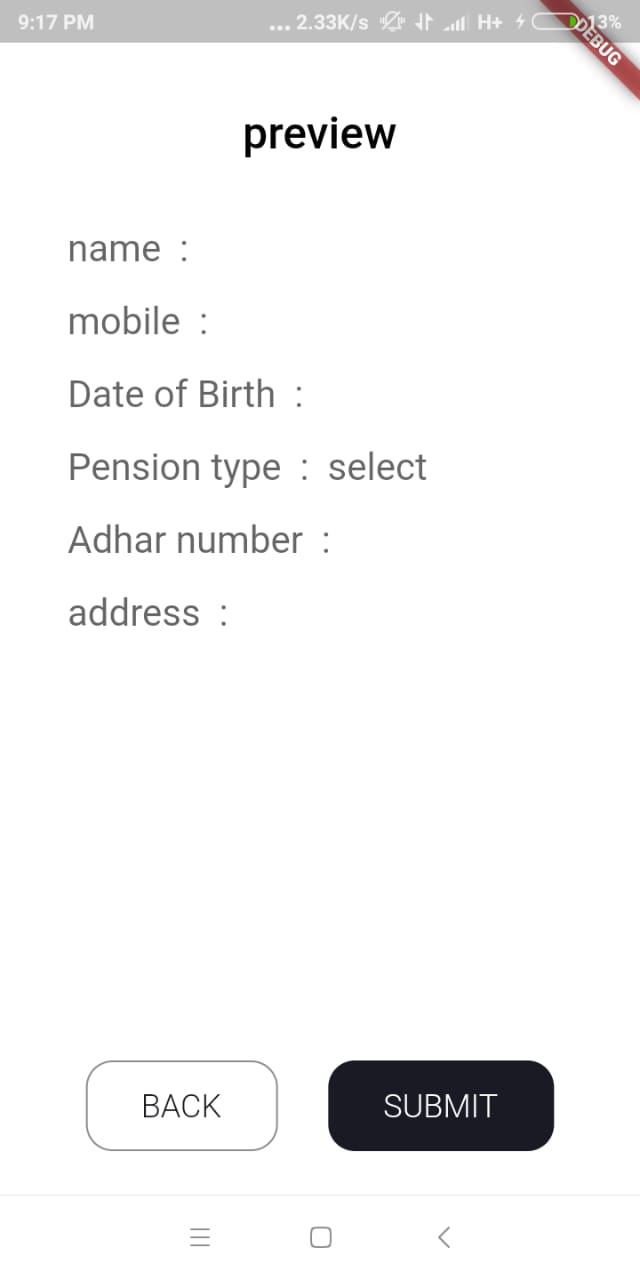 9:17 PM ... 2.33K/s H+ 13%
DEBUG
preview
name :
mobile :
Date of Birth :
Pension type : select
Adhar number :
address :
BACK SUBMIT